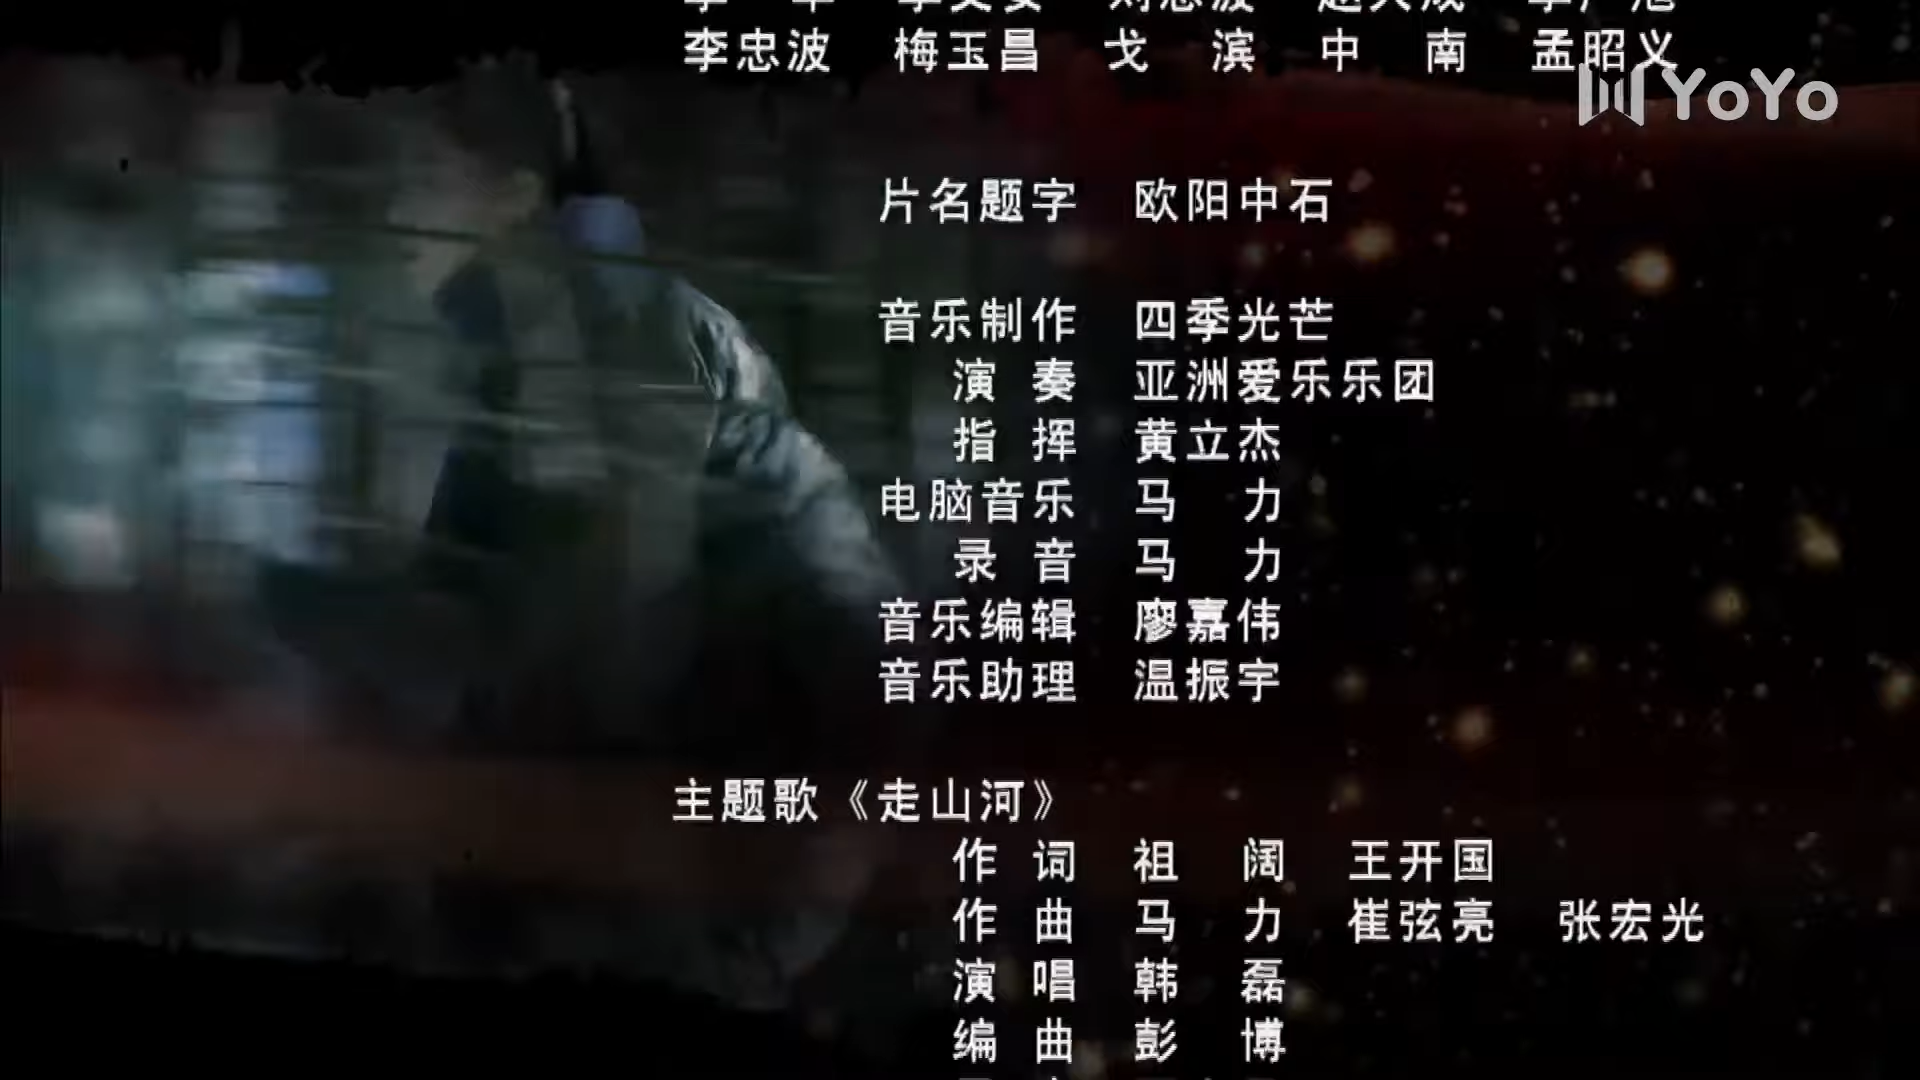 李忠波 梅玉昌 戈滨 中南 孟昭义
YoYo
片名题字 欧阳中石
音乐制作 四季光芒
演奏 亚洲爱乐乐团
指挥 黄立杰
电脑音乐 马力
录音 马力
音乐编辑 廖嘉伟
音乐助理 温振宇
主题歌《走山河》
作词 祖阔 王开国
作曲 马力 崔弦亮 张宏光
演唱 韩磊
编曲 彭博